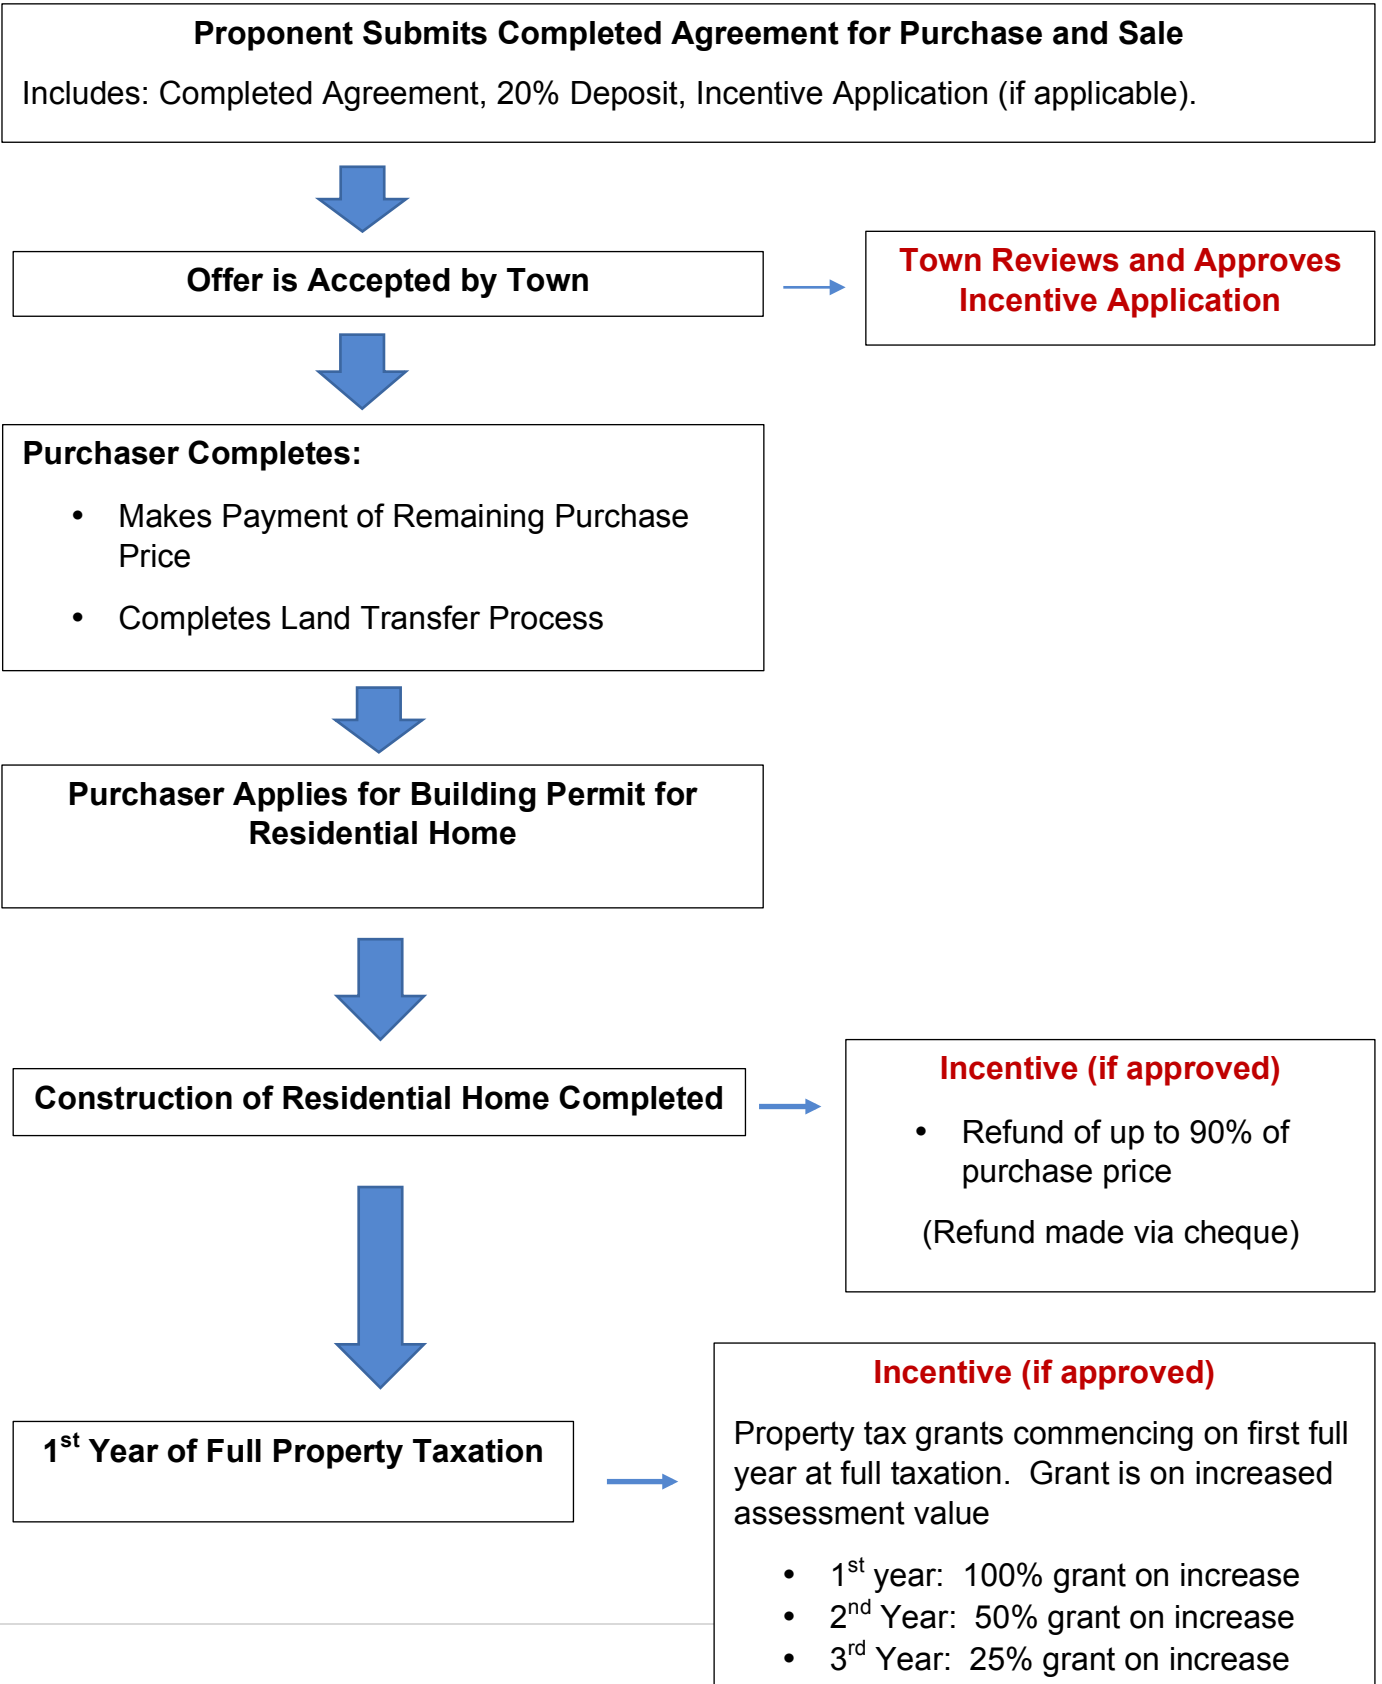 Proponent Submits Completed Agreement for Purchase and Sale
Includes: Completed Agreement, 20% Deposit, Incentive Application (if applicable).
Offer is Accepted by Town
Town Reviews and Approves
Incentive Application
Purchaser Completes:
• Makes Payment of Remaining Purchase
Price
• Completes Land Transfer Process
Purchaser Applies for Building Permit for
Residential Home
Construction of Residential Home Completed
Incentive (if approved)
• Refund of up to 90% of
purchase price
(Refund made via cheque)
1st Year of Full Property Taxation
Incentive (if approved)
Property tax grants commencing on first full
year at full taxation.  Grant is on increased
assessment value
• 1st year:  100% grant on increase
• 2nd Year:  50% grant on increase
• 3rd Year:  25% grant on increase